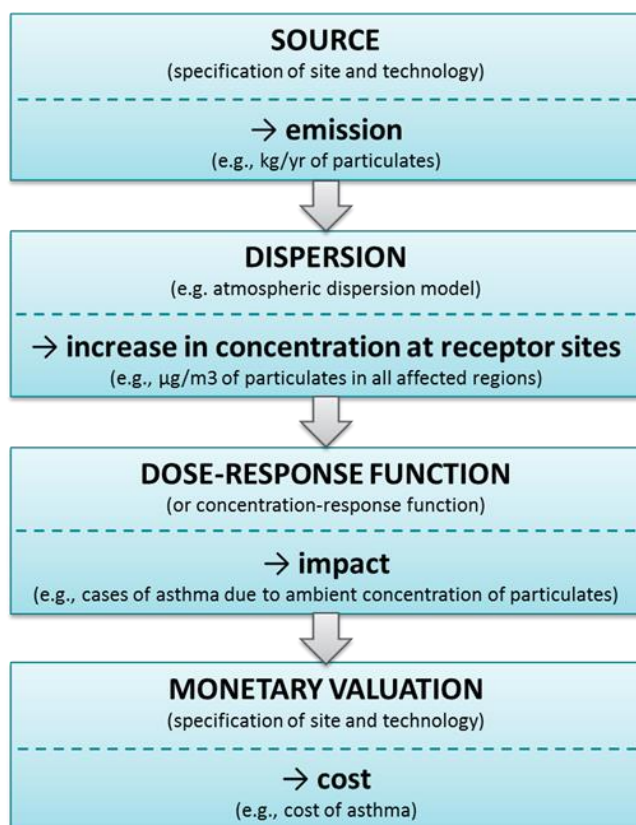 SOURCE
(specification of site and technology)
→ emission
(e.g., kg/yr of particulates)
DISPERSION
(e.g. atmospheric dispersion model)
→ increase in concentration at receptor sites
(e.g., µg/m3 of particulates in all affected regions)
DOSE-RESPONSE FUNCTION
(or concentration-response function)
→ impact
(e.g., cases of asthma due to ambient concentration of particulates)
MONETARY VALUATION
(specification of site and technology)
→ cost
(e.g., cost of asthma)